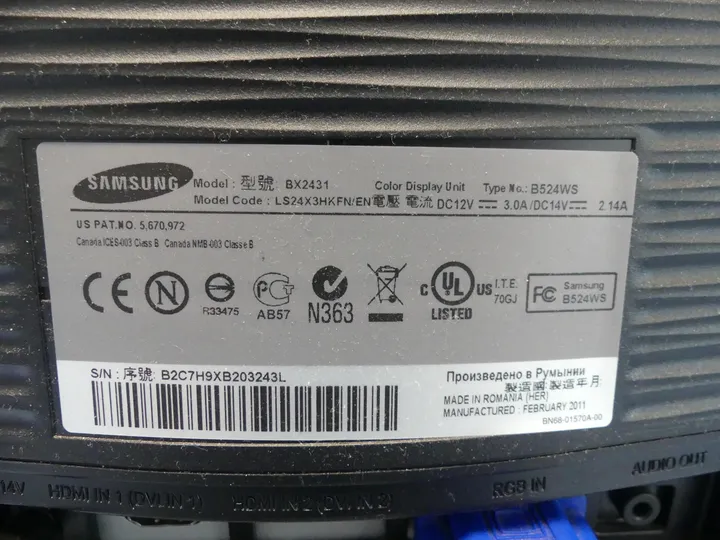 SAMSUNG Model : 型號 BX2431 Color Display Unit Type No.: B524WS
Model Code : LS24X3HKFN/EN 電壓 電流 DC12V ⎓ 3.0A/DC14V ⎓ 2.14A
US PAT.NO. 5,670,972
Canada ICES-003 Class B Canada NMB-003 Classe B
CE N R33475 PCT AB57 N363 C UL US LISTED I.T.E. 70GJ FC Samsung B524WS
S/N : 序號: B2C7H9XB203243L
Произведено в Румынии
製造國:製造年月:
MADE IN ROMANIA (HER)
MANUFACTURED : FEBRUARY 2011
BN68-01570A-00
14V HDMI IN 1 (DVI IN 1) HDMI IN 2 (DVI IN 2) RGB IN AUDIO OUT